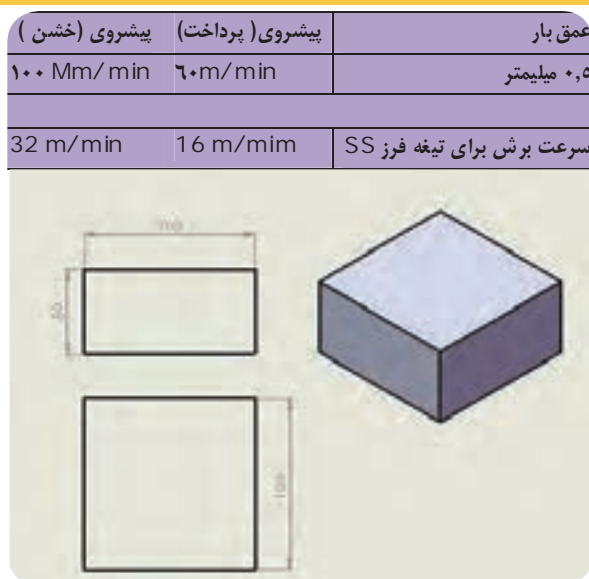 عمق بار پیشروی( پرداخت) پیشروی (خشن )
۰٫۵ میلیمتر ۶۰m/min ۱۰۰ Mm/min
سرعت برش برای تیغه فرز SS 16 m/mim 32 m/min